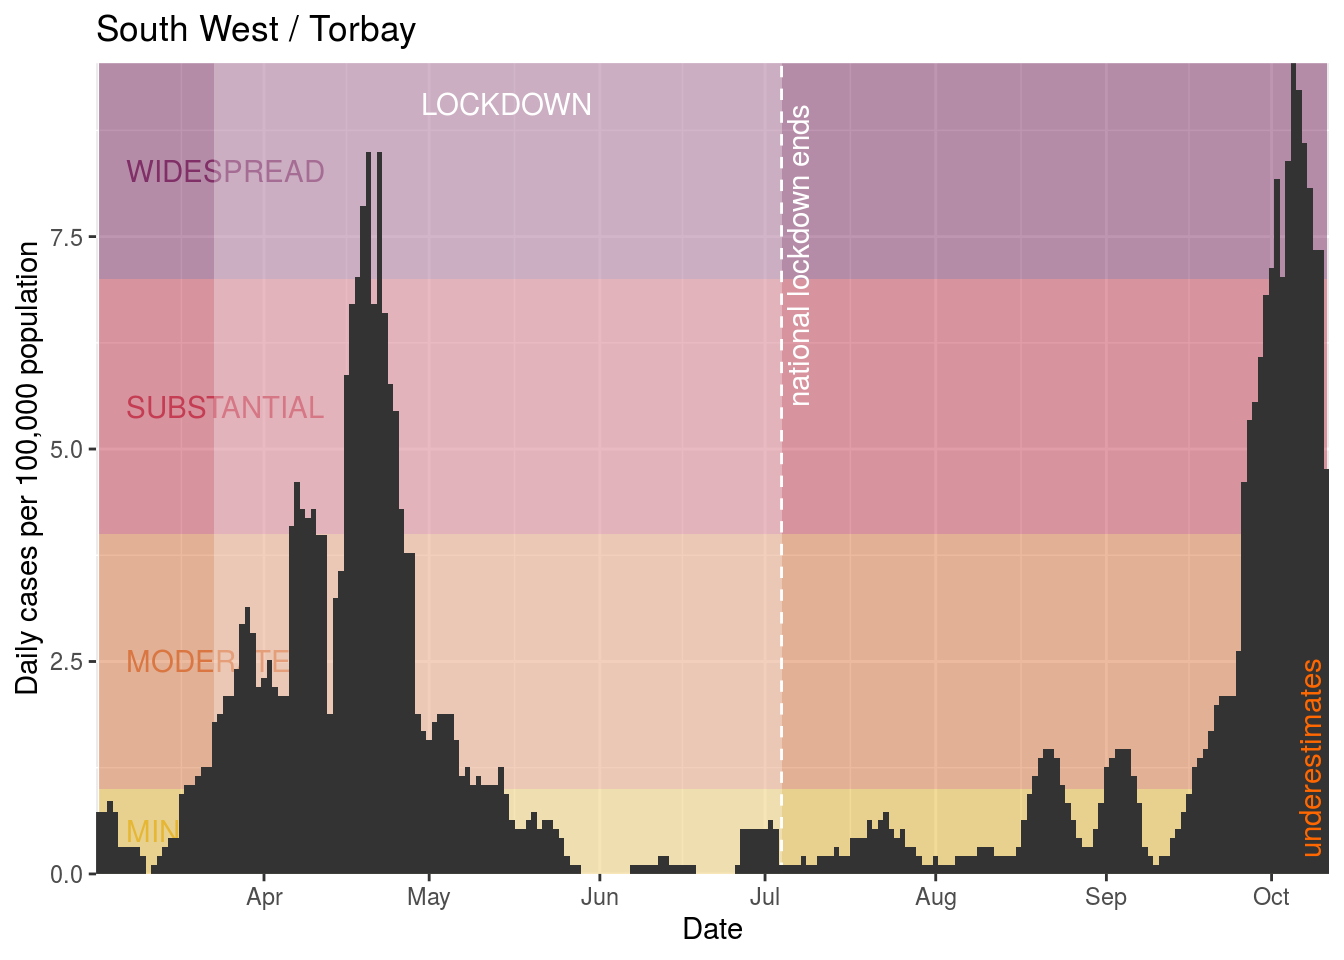 South West / Torbay
LOCKDOWN
WIDESPREAD
national lockdown ends
SUBSTANTIAL
underestimates
7.5
5.0
2.5
0.0
Daily cases per 100,000 population
Apr May Jun Jul Aug Sep Oct
Date